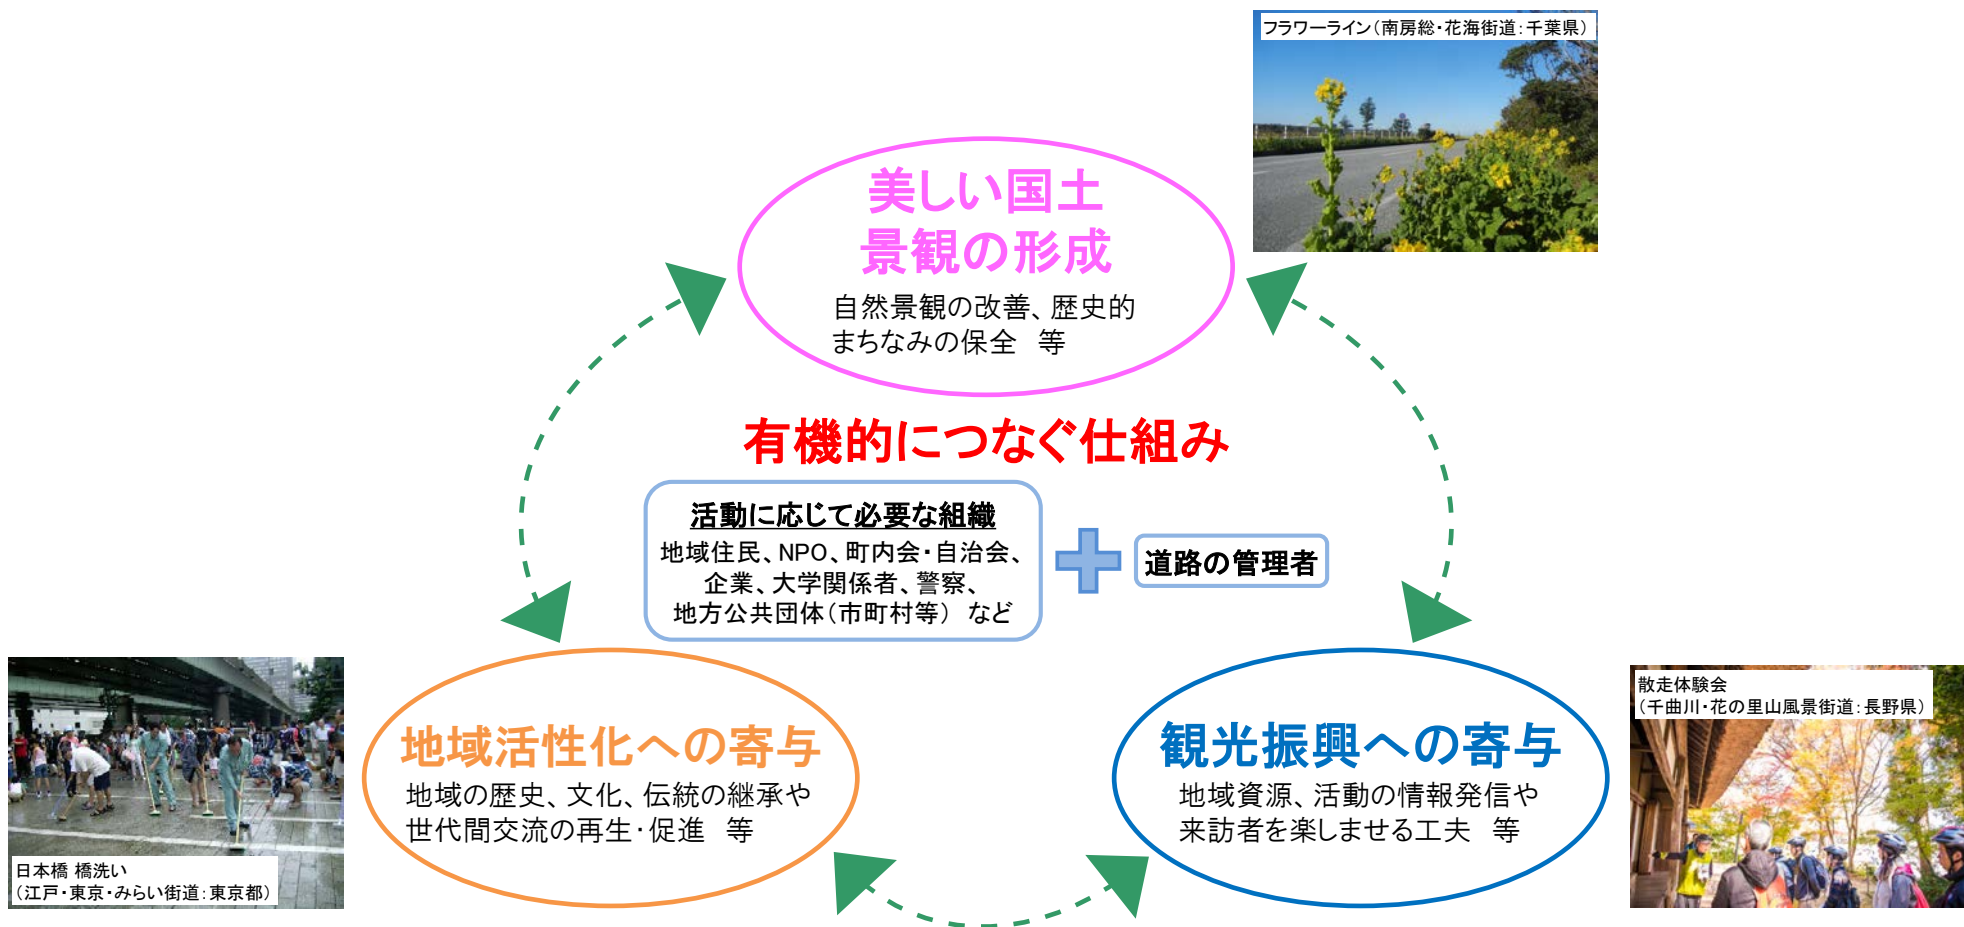 フラワーライン（南房総・花海街道：千葉県）
美しい国土
景観の形成
自然景観の改善、歴史的
まちなみの保全　等
有機的につなぐ仕組み
活動に応じて必要な組織
地域住民、NPO、町内会・自治会、
企業、大学関係者、警察、
地方公共団体（市町村等）　など
道路の管理者
地域活性化への寄与
地域の歴史、文化、伝統の継承や
世代間交流の再生・促進　等
観光振興への寄与
地域資源、活動の情報発信や
来訪者を楽しませる工夫　等
日本橋 橋洗い
（江戸・東京・みらい街道：東京都）
散走体験会
（千曲川・花の里山風景街道：長野県）